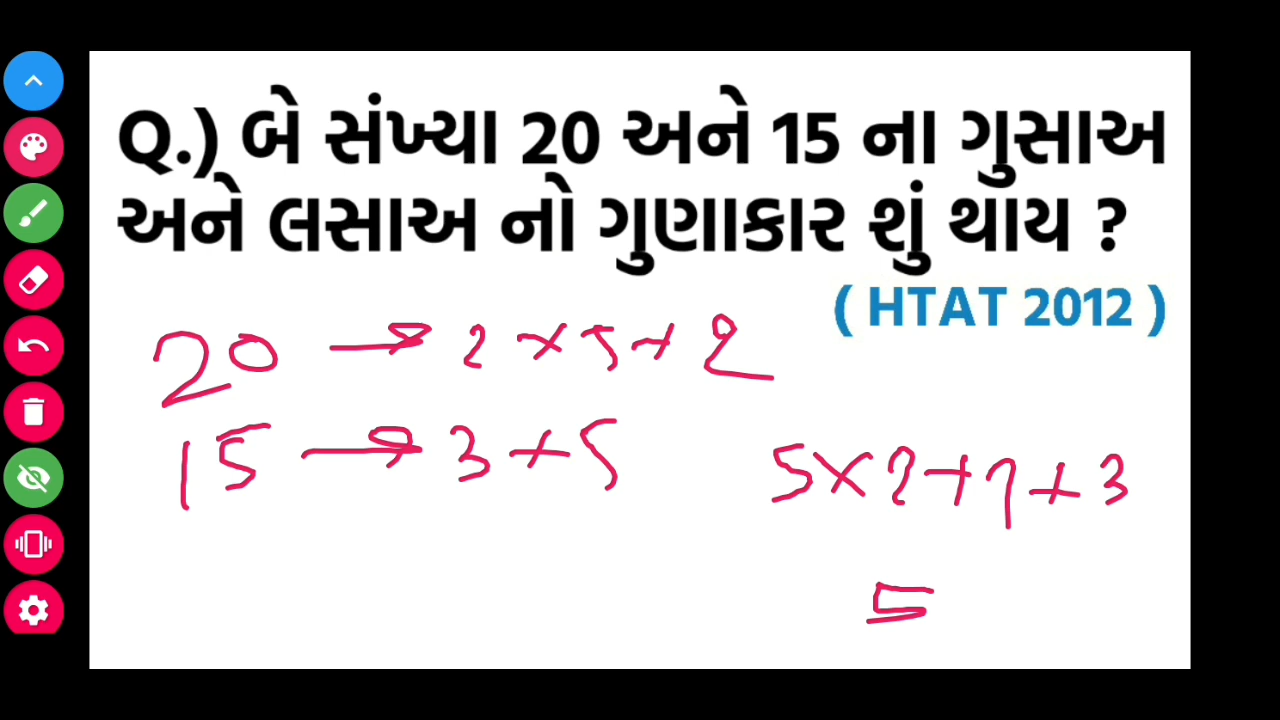 Q.) બે સંખ્યા 20 અને 15 ના ગુસાઅ
અને લસાઅ નો ગુણાકાર શું થાય ?
( HTAT 2012 )
20 → 2 × 5 × 2
15 → 3 × 5
5 × 2 × 2 × 3
5